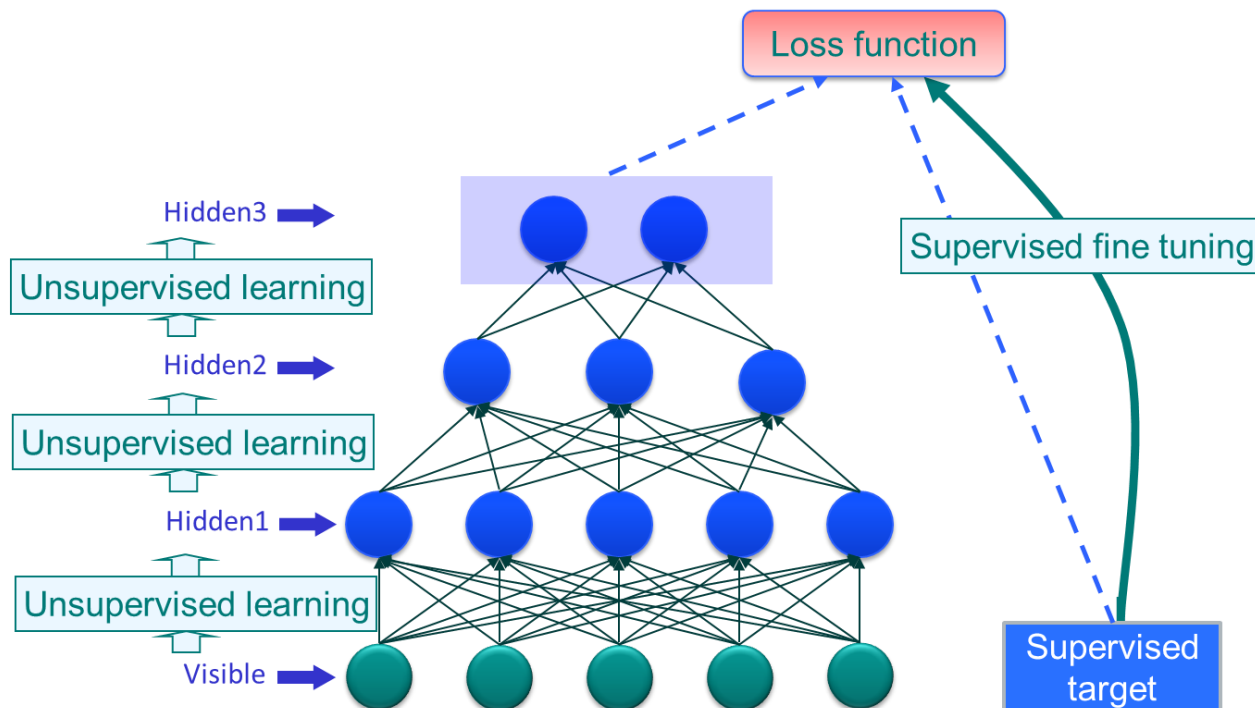 Loss function
Hidden3
Supervised fine tuning
Unsupervised learning
Hidden2
Unsupervised learning
Hidden1
Unsupervised learning
Visible
Supervised
target